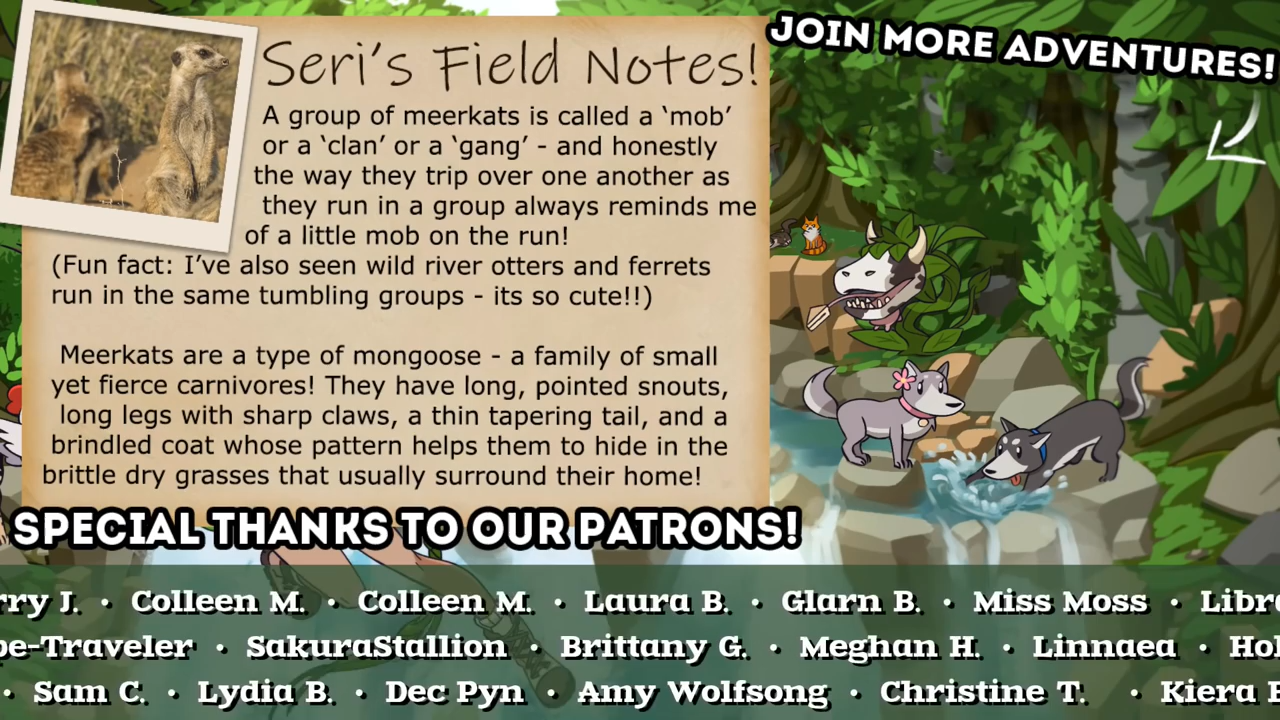 Seri's Field Notes!
JOIN MORE ADVENTURES!
A group of meerkats is called a ‘mob’
or a ‘clan’ or a ‘gang’ - and honestly
the way they trip over one another as
they run in a group always reminds me
of a little mob on the run!
(Fun fact: I’ve also seen wild river otters and ferrets
run in the same tumbling groups - its so cute!!)
Meerkats are a type of mongoose - a family of small
yet fierce carnivores! They have long, pointed snouts,
long legs with sharp claws, a thin tapering tail, and a
brindled coat whose pattern helps them to hide in the
brittle dry grasses that usually surround their home!
SPECIAL THANKS TO OUR PATRONS!
J. · Colleen M. · Colleen M. · Laura B. · Glarn B. · Miss Moss ·
-Traveler · SakuraStallion · Brittany G. · Meghan H. · Linnaea ·
· Sam C. · Lydia B. · Dec Pyn · Amy Wolfsong · Christine T. · Kiera